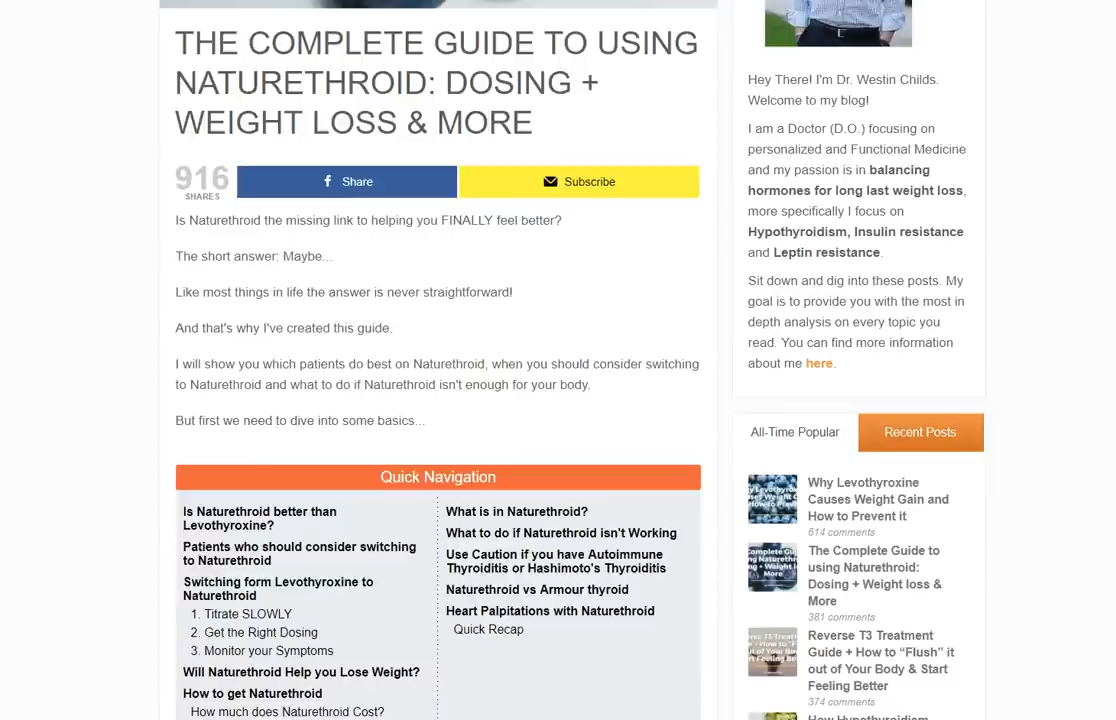 THE COMPLETE GUIDE TO USING
NATURETHROID: DOSING +
WEIGHT LOSS & MORE
916
SHARES
Share
Subscribe
Is Naturethroid the missing link to helping you FINALLY feel better?
The short answer: Maybe...
Like most things in life the answer is never straightforward!
And that's why I've created this guide.
I will show you which patients do best on Naturethroid, when you should consider switching
to Naturethroid and what to do if Naturethroid isn't enough for your body.
But first we need to dive into some basics...
Quick Navigation
Is Naturethroid better than
Levothyroxine?
Patients who should consider switching
to Naturethroid
Switching form Levothyroxine to
Naturethroid
1. Titrate SLOWLY
2. Get the Right Dosing
3. Monitor your Symptoms
Will Naturethroid Help you Lose Weight?
How to get Naturethroid
How much does Naturethroid Cost?
What is in Naturethroid?
What to do if Naturethroid isn't Working
Use Caution if you have Autoimmune
Thyroiditis or Hashimoto's Thyroiditis
Naturethroid vs Armour thyroid
Heart Palpitations with Naturethroid
Quick Recap
Hey There! I'm Dr. Westin Childs.
Welcome to my blog!
I am a Doctor (D.O.) focusing on
personalized and Functional Medicine
and my passion is in balancing
hormones for long last weight loss,
more specifically I focus on
Hypothyroidism, Insulin resistance
and Leptin resistance.
Sit down and dig into these posts. My
goal is to provide you with the most in
depth analysis on every topic you
read. You can find more information
about me here.
All-Time Popular
Recent Posts
Why Levothyroxine
Causes Weight Gain and
How to Prevent it
614 comments
The Complete Guide to
using Naturethroid:
Dosing + Weight loss &
More
381 comments
Reverse T3 Treatment
Guide + How to “Flush” it
out of Your Body & Start
Feeling Better
374 comments
How Hypothyroidism